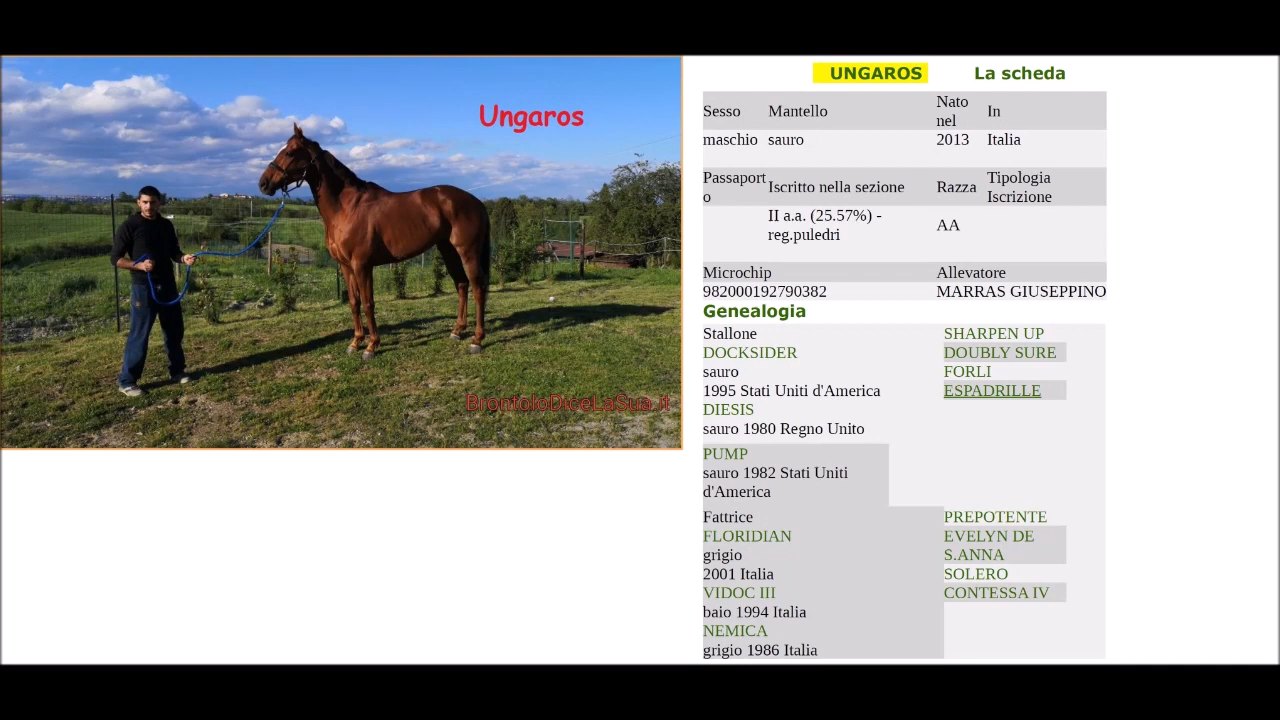 Ungaros
BrontoloDiceLaSua.it
UNGAROS La scheda
Sesso Mantello Nato nel In
maschio sauro 2013 Italia
Passaporto Iscritto nella sezione Razza Tipologia Iscrizione
II a.a. (25.57%) - reg.puledri AA
Microchip Allevatore
982000192790382 MARRAS GIUSEPPINO
Genealogia
Stallone
DOCKSIDER
sauro
1995 Stati Uniti d'America
DIESIS
sauro 1980 Regno Unito
SHARPEN UP
DOUBLY SURE
FORLI
ESPADRILLE
PUMP
sauro 1982 Stati Uniti
d'America
Fattrice
FLORIDIAN
grigio
2001 Italia
VIDOC III
baio 1994 Italia
NEMICA
grigio 1986 Italia
PREPOTENTE
EVELYN DE
S.ANNA
SOLERO
CONTESSA IV